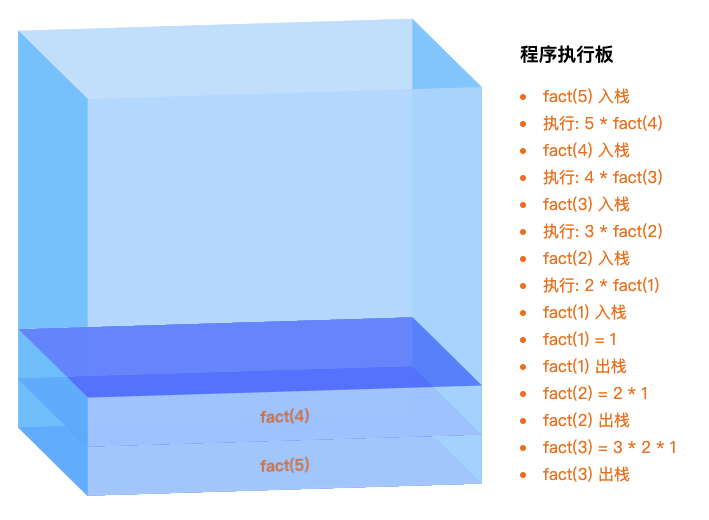 程序执行板
fact(5) 入栈
执行: 5 * fact(4)
fact(4) 入栈
执行: 4 * fact(3)
fact(3) 入栈
执行: 3 * fact(2)
fact(2) 入栈
执行: 2 * fact(1)
fact(1) 入栈
fact(1) = 1
fact(1) 出栈
fact(2) = 2 * 1
fact(2) 出栈
fact(3) = 3 * 2 * 1
fact(3) 出栈
fact(4)
fact(5)